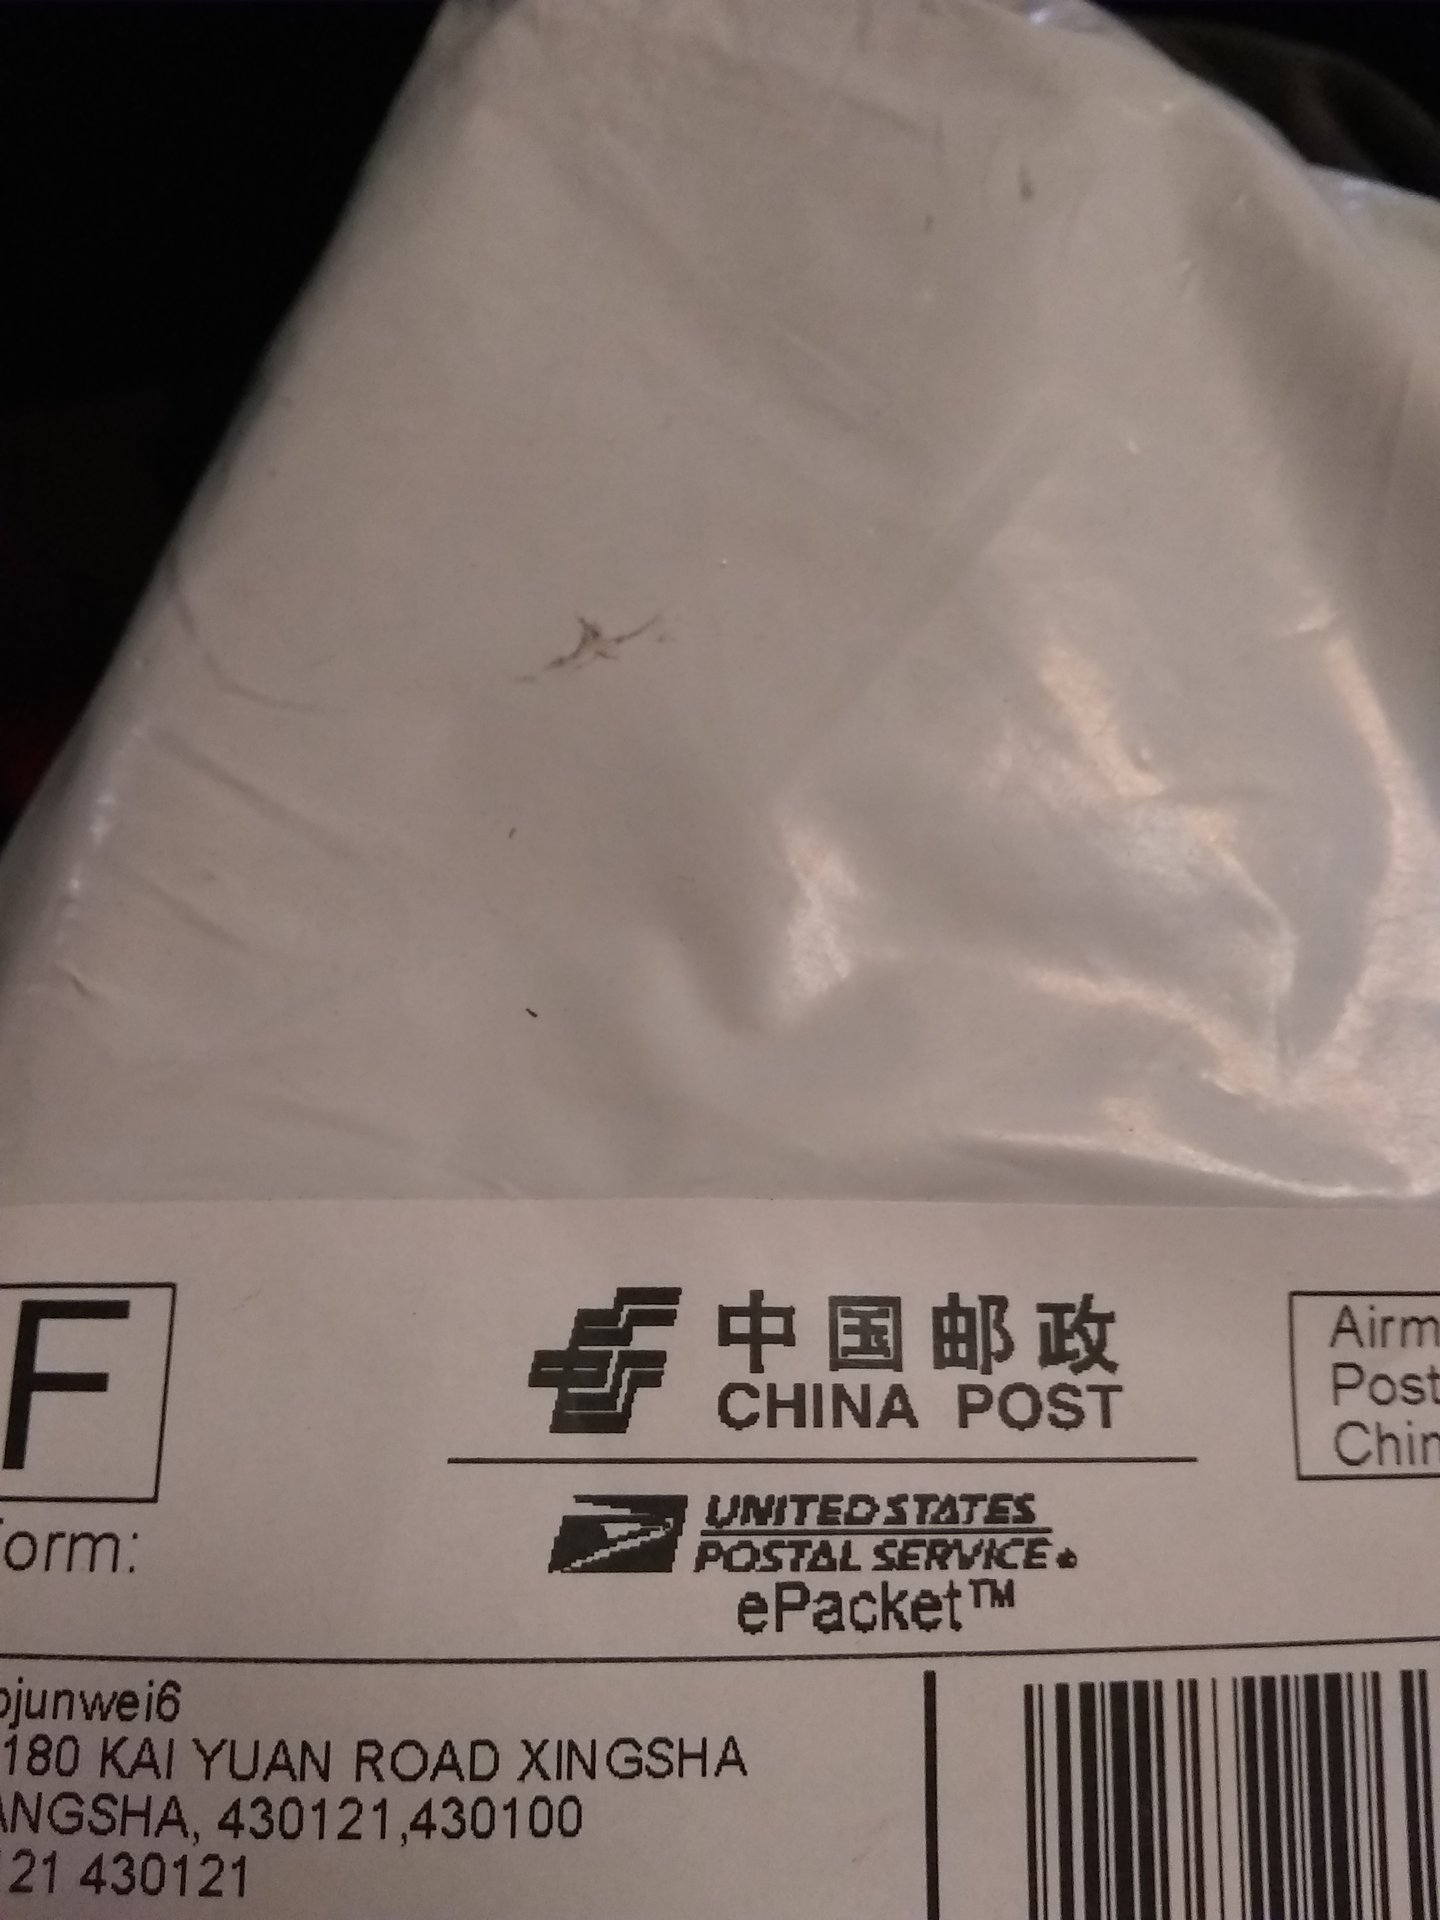 F
中国邮政
CHINA POST
Airm
Post
Chin
UNITED STATES
POSTAL SERVICE®
ePacket™
orm:
junwei6
180 KAI YUAN ROAD XINGSHA
ANGSHA, 430121,430100
21 430121